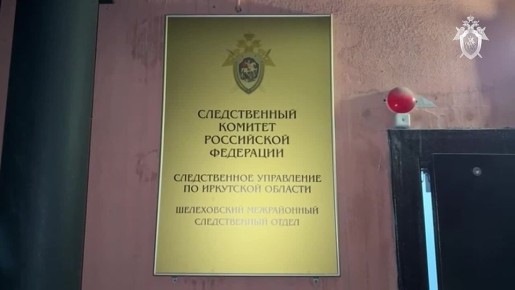 СЛЕДСТВЕННЫЙ
КОМИТЕТ
РОССИЙСКОЙ
ФЕДЕРАЦИИ
СЛЕДСТВЕННОЕ УПРАВЛЕНИЕ
ПО ИРКУТСКОЙ ОБЛАСТИ
ШЕЛЕХОВСКИЙ МЕЖРАЙОННЫЙ
СЛЕДСТВЕННЫЙ ОТДЕЛ